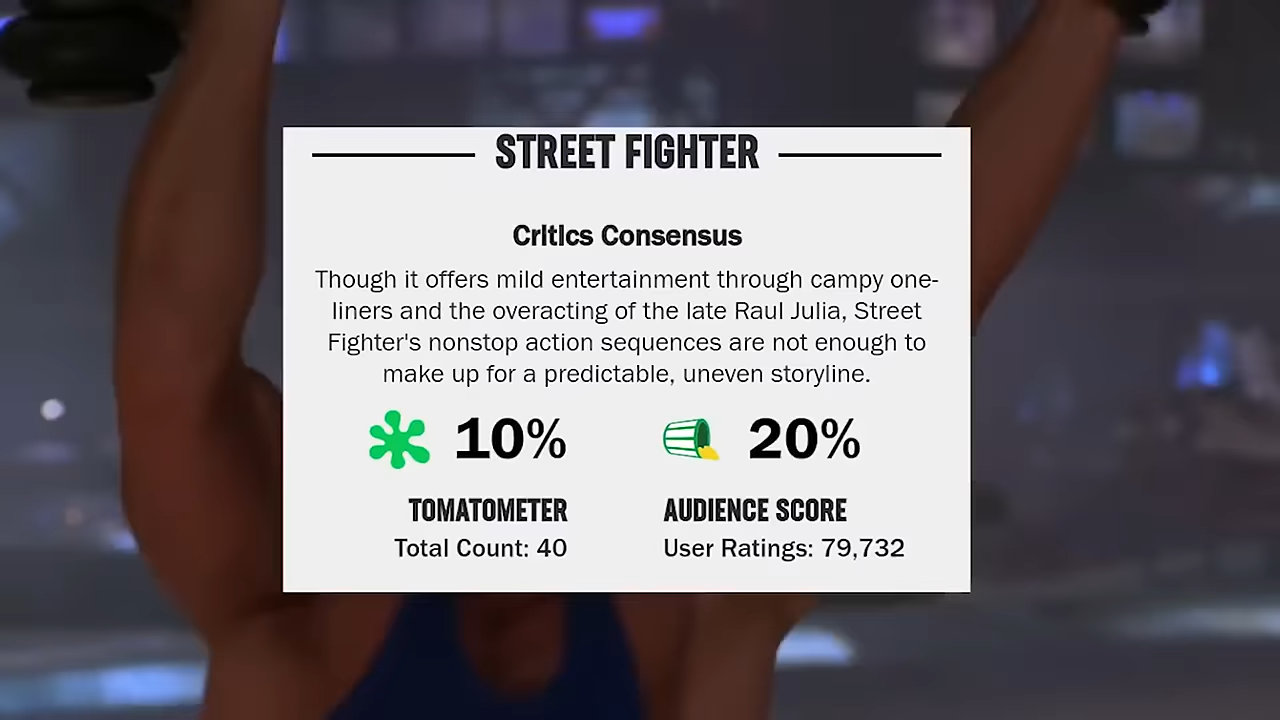 STREET FIGHTER
Critics Consensus
Though it offers mild entertainment through campy one-
liners and the overacting of the late Raul Julia, Street
Fighter's nonstop action sequences are not enough to
make up for a predictable, uneven storyline.
10%
20%
TOMATOMETER
AUDIENCE SCORE
Total Count: 40
User Ratings: 79,732